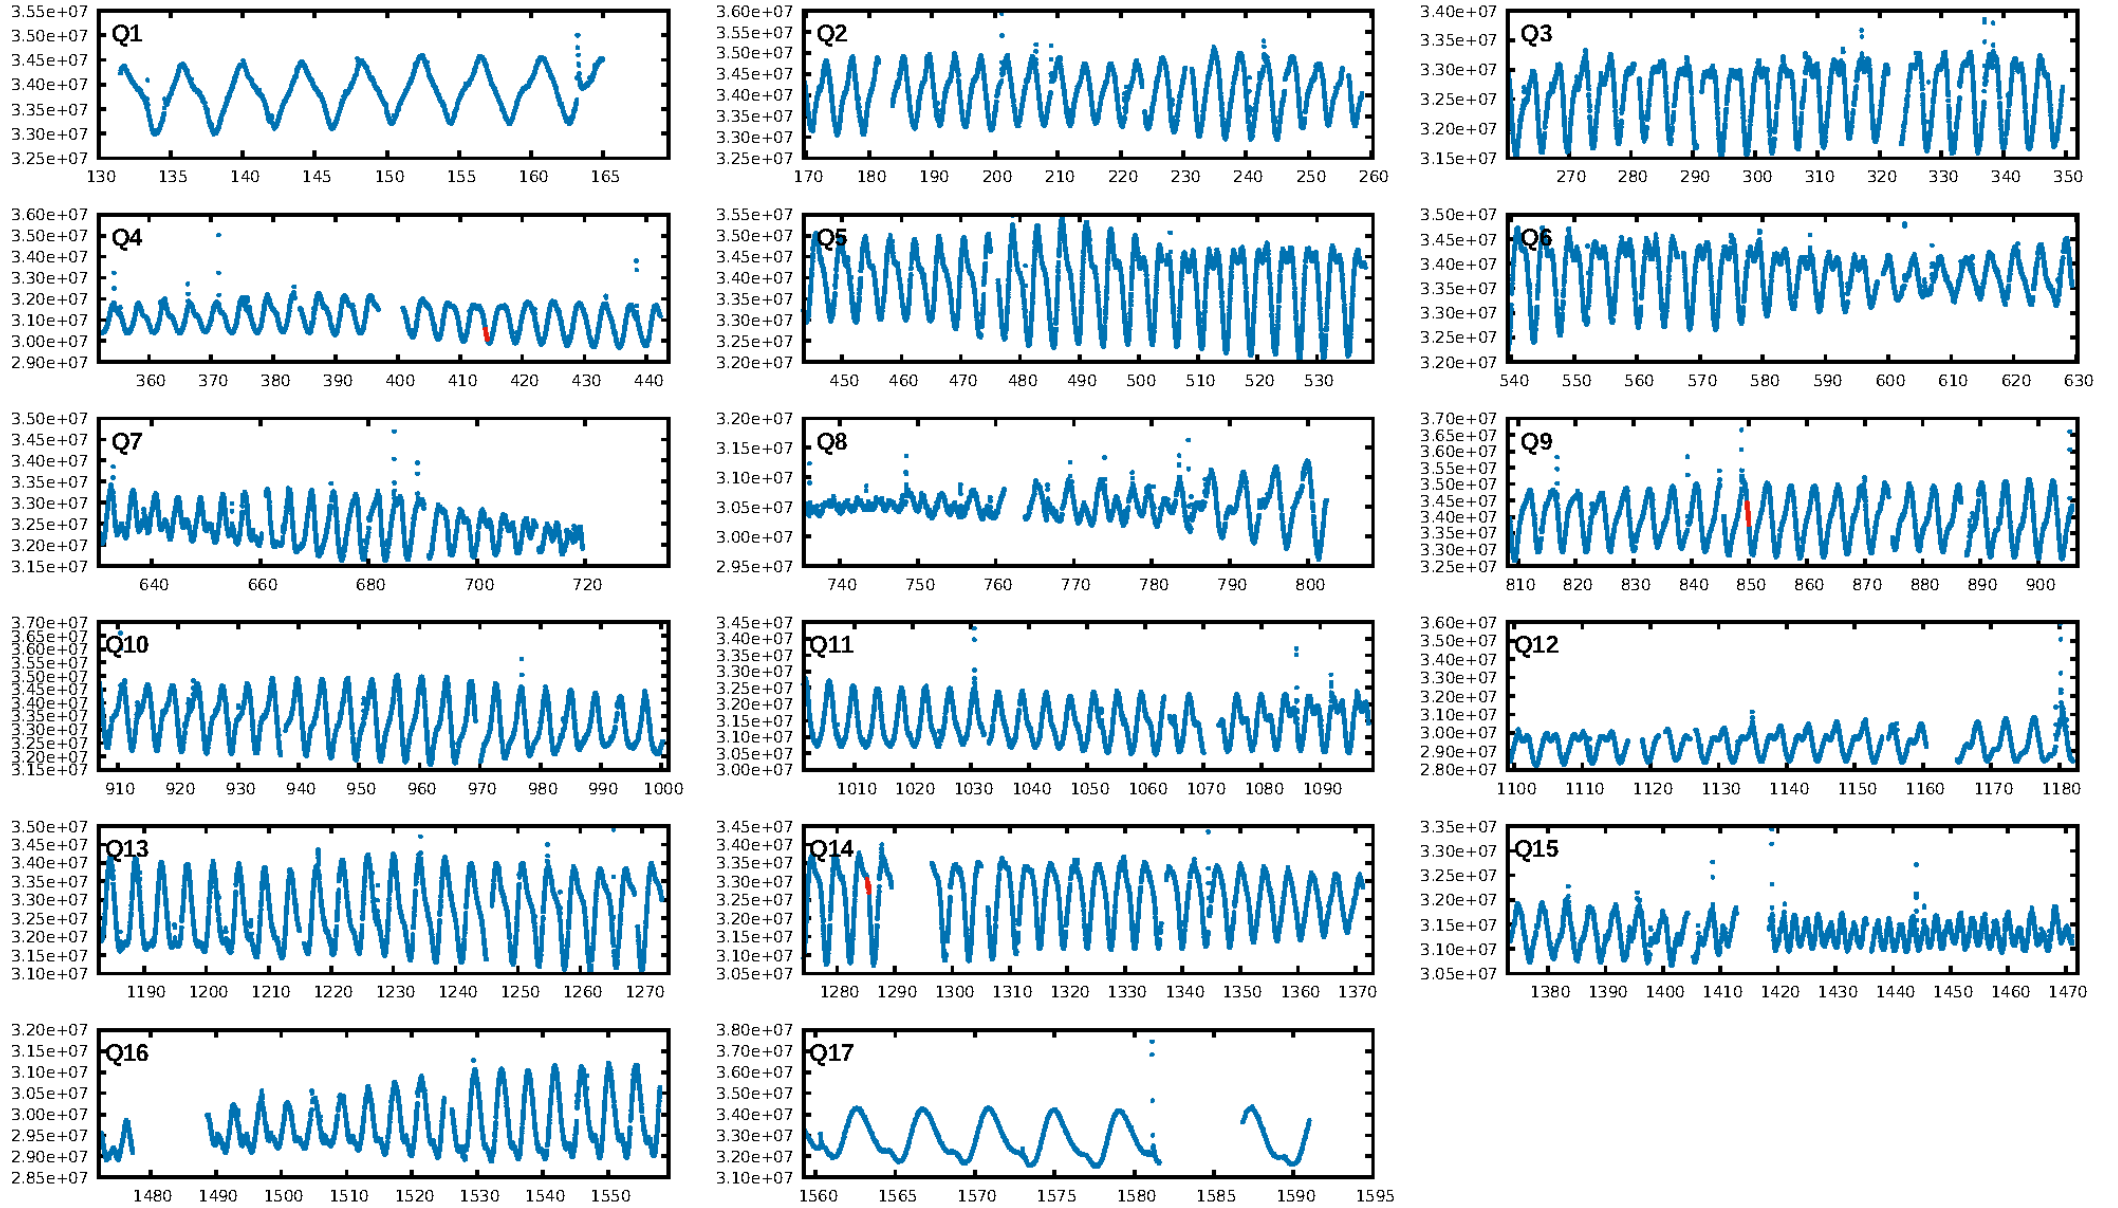 3.55e+07 3.50e+07 3.45e+07 3.40e+07 3.35e+07 3.30e+07 3.25e+07
Q1
130 135 140 145 150 155 160 165
3.60e+07 3.55e+07 3.50e+07 3.45e+07 3.40e+07 3.35e+07 3.30e+07 3.25e+07
Q2
170 180 190 200 210 220 230 240 250 260
3.40e+07 3.35e+07 3.30e+07 3.25e+07 3.20e+07 3.15e+07
Q3
270 280 290 300 310 320 330 340 350
3.60e+07 3.50e+07 3.40e+07 3.30e+07 3.20e+07 3.10e+07 3.00e+07 2.90e+07
Q4
360 370 380 390 400 410 420 430 440
3.55e+07 3.50e+07 3.45e+07 3.40e+07 3.35e+07 3.30e+07 3.25e+07 3.20e+07
Q5
450 460 470 480 490 500 510 520 530
3.50e+07 3.45e+07 3.40e+07 3.35e+07 3.30e+07 3.25e+07 3.20e+07
Q6
540 550 560 570 580 590 600 610 620 630
3.50e+07 3.45e+07 3.40e+07 3.35e+07 3.30e+07 3.25e+07 3.20e+07 3.15e+07
Q7
640 660 680 700 720
3.20e+07 3.15e+07 3.10e+07 3.05e+07 3.00e+07 2.95e+07
Q8
740 750 760 770 780 790 800
3.70e+07 3.65e+07 3.60e+07 3.55e+07 3.50e+07 3.45e+07 3.40e+07 3.35e+07 3.30e+07 3.25e+07
Q9
810 820 830 840 850 860 870 880 890 900
3.70e+07 3.65e+07 3.60e+07 3.55e+07 3.50e+07 3.45e+07 3.40e+07 3.35e+07 3.30e+07 3.25e+07 3.20e+07 3.15e+07
Q10
910 920 930 940 950 960 970 980 990 1000
3.45e+07 3.40e+07 3.35e+07 3.30e+07 3.25e+07 3.20e+07 3.15e+07 3.10e+07 3.05e+07 3.00e+07
Q11
1010 1020 1030 1040 1050 1060 1070 1080 1090
3.60e+07 3.50e+07 3.40e+07 3.30e+07 3.20e+07 3.10e+07 3.00e+07 2.90e+07 2.80e+07
Q12
1100 1110 1120 1130 1140 1150 1160 1170 1180
3.50e+07 3.45e+07 3.40e+07 3.35e+07 3.30e+07 3.25e+07 3.20e+07 3.15e+07 3.10e+07
Q13
1190 1200 1210 1220 1230 1240 1250 1260 1270
3.45e+07 3.40e+07 3.35e+07 3.30e+07 3.25e+07 3.20e+07 3.15e+07 3.10e+07 3.05e+07
Q14
1280 1290 1300 1310 1320 1330 1340 1350 1360 1370
3.35e+07 3.30e+07 3.25e+07 3.20e+07 3.15e+07 3.10e+07 3.05e+07
Q15
1380 1390 1400 1410 1420 1430 1440 1450 1460 1470
3.20e+07 3.15e+07 3.10e+07 3.05e+07 3.00e+07 2.95e+07 2.90e+07 2.85e+07
Q16
1480 1490 1500 1510 1520 1530 1540 1550
3.80e+07 3.70e+07 3.60e+07 3.50e+07 3.40e+07 3.30e+07 3.20e+07 3.10e+07
Q17
1560 1565 1570 1575 1580 1585 1590 1595